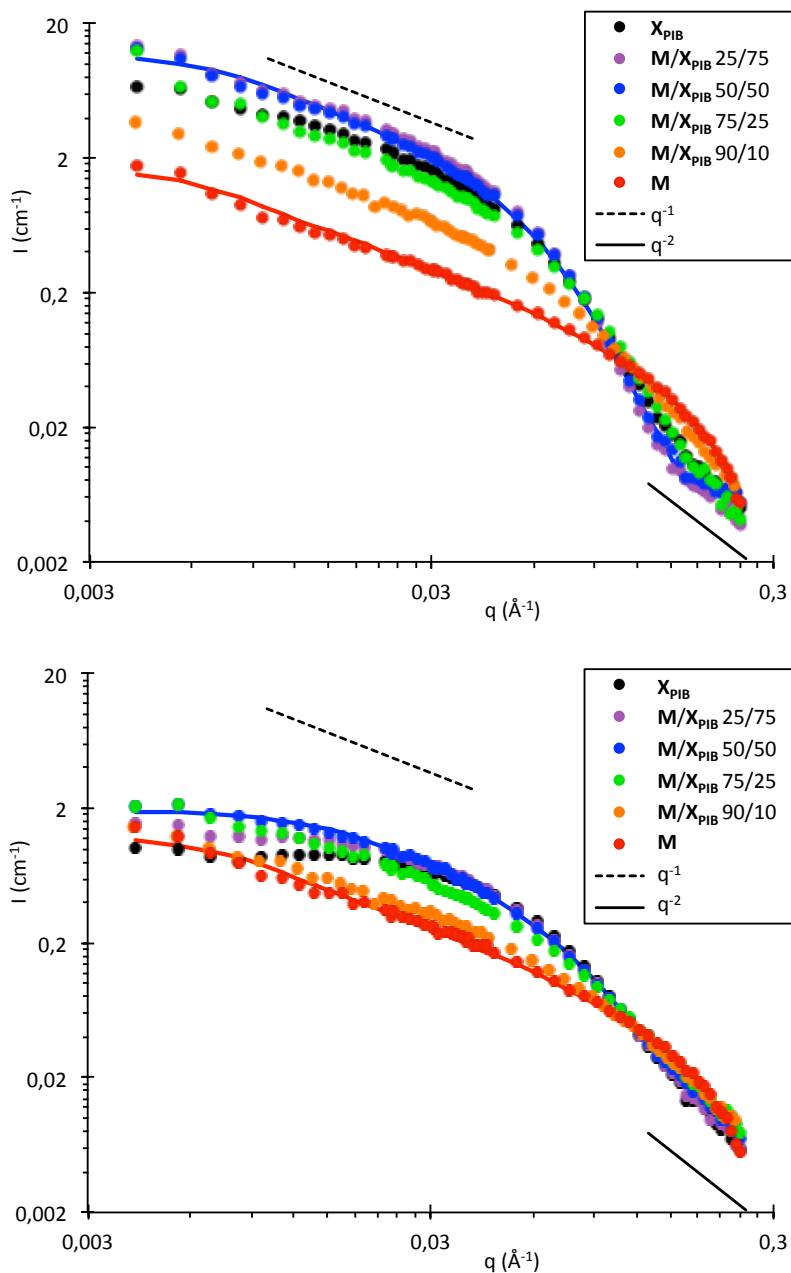 20
2
0,2
0,02
0,002
I (cm⁻¹)
0,003
0,03
0,3
q (Å⁻¹)
X_PIB
M/X_PIB 25/75
M/X_PIB 50/50
M/X_PIB 75/25
M/X_PIB 90/10
M
q⁻¹
q⁻²
20
2
0,2
0,02
0,002
I (cm⁻¹)
0,003
0,03
0,3
q (Å⁻¹)
X_PIB
M/X_PIB 25/75
M/X_PIB 50/50
M/X_PIB 75/25
M/X_PIB 90/10
M
q⁻¹
q⁻²